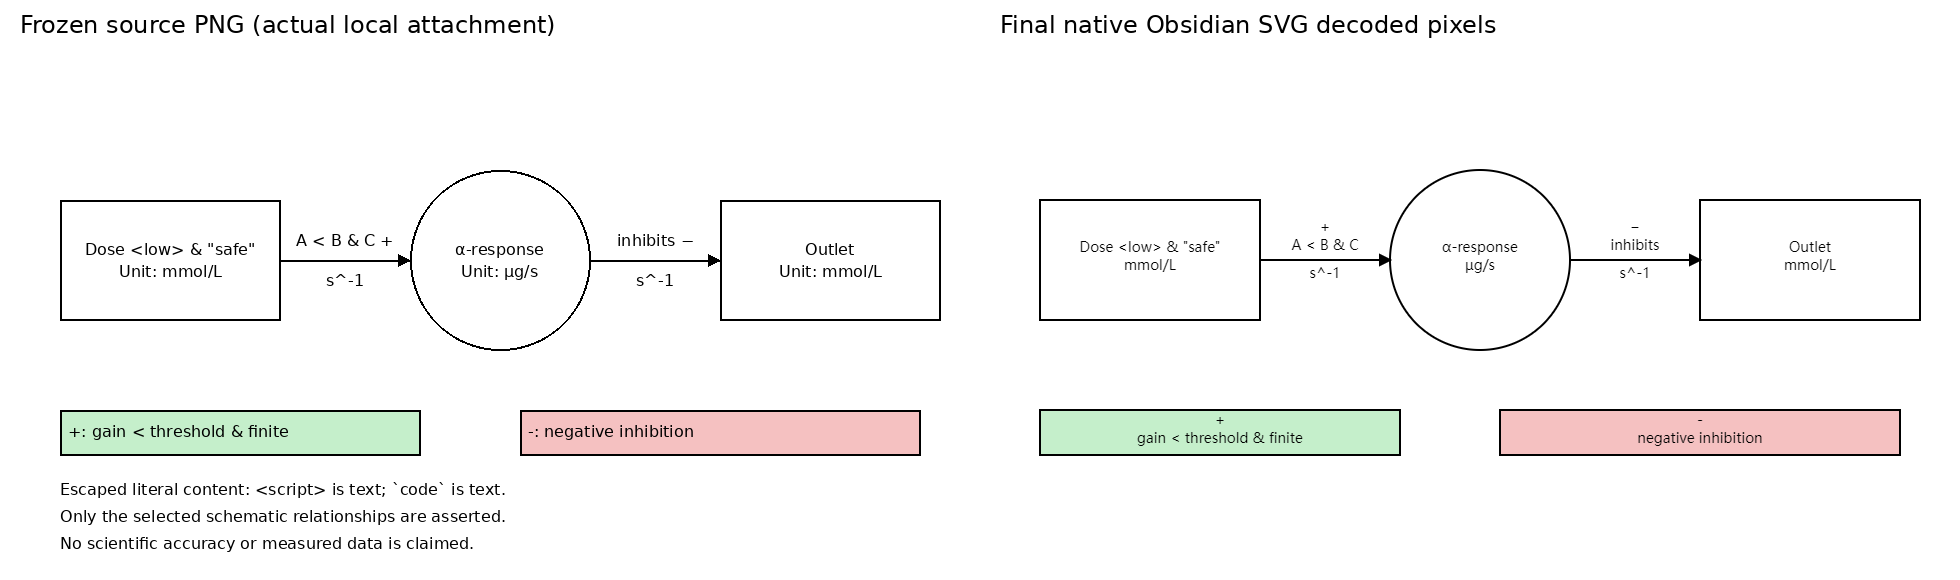 Frozen source PNG (actual local attachment)
Dose <low> & "safe"
Unit: mmol/L
A < B & C +
s^-1
α-response
Unit: µg/s
inhibits −
s^-1
Outlet
Unit: mmol/L
+: gain < threshold & finite
-: negative inhibition
Escaped literal content: <script> is text; `code` is text.
Only the selected schematic relationships are asserted.
No scientific accuracy or measured data is claimed.
Final native Obsidian SVG decoded pixels
Dose <low> & "safe"
mmol/L
+
A < B & C
s^-1
α-response
µg/s
−
inhibits
s^-1
Outlet
mmol/L
+
gain < threshold & finite
-
negative inhibition